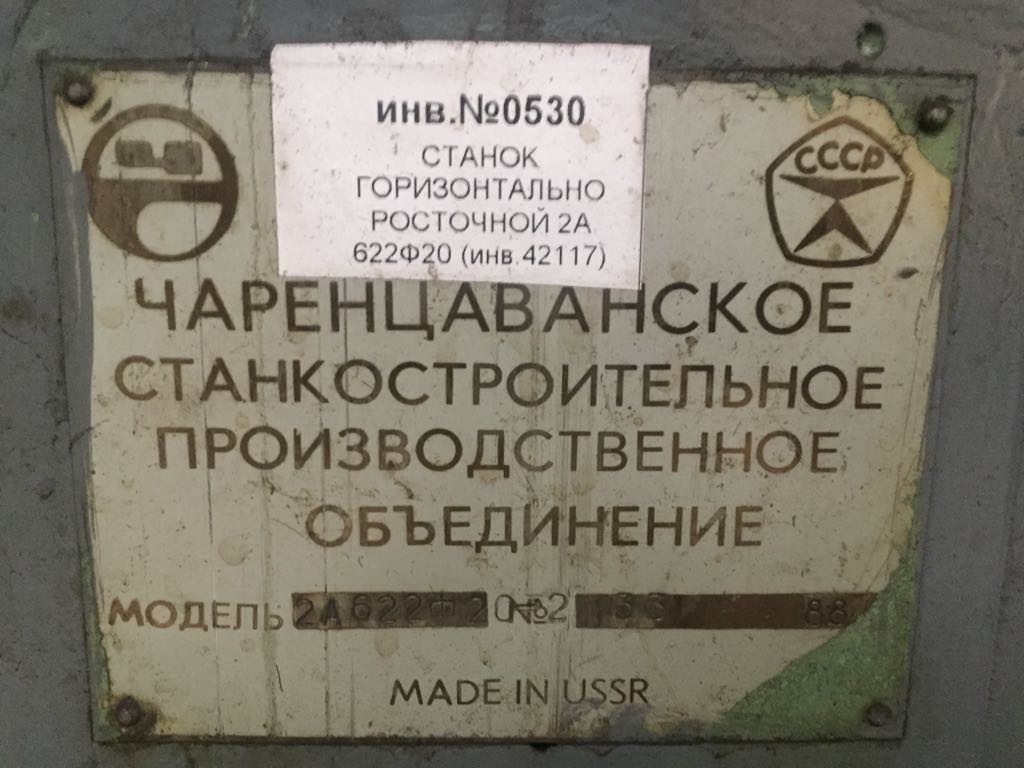 инв.№0530
СТАНОК
ГОРИЗОНТАЛЬНО
РОСТОЧНОЙ 2А
622Ф20 (инв.42117)
СССР
ЧАРЕНЦАВАНСКОЕ
СТАНКОСТРОИТЕЛЬНОЕ
ПРОИЗВОДСТВЕННОЕ
ОБЪЕДИНЕНИЕ
МОДЕЛЬ 2А622Ф20 №2 33 88
MADE IN USSR